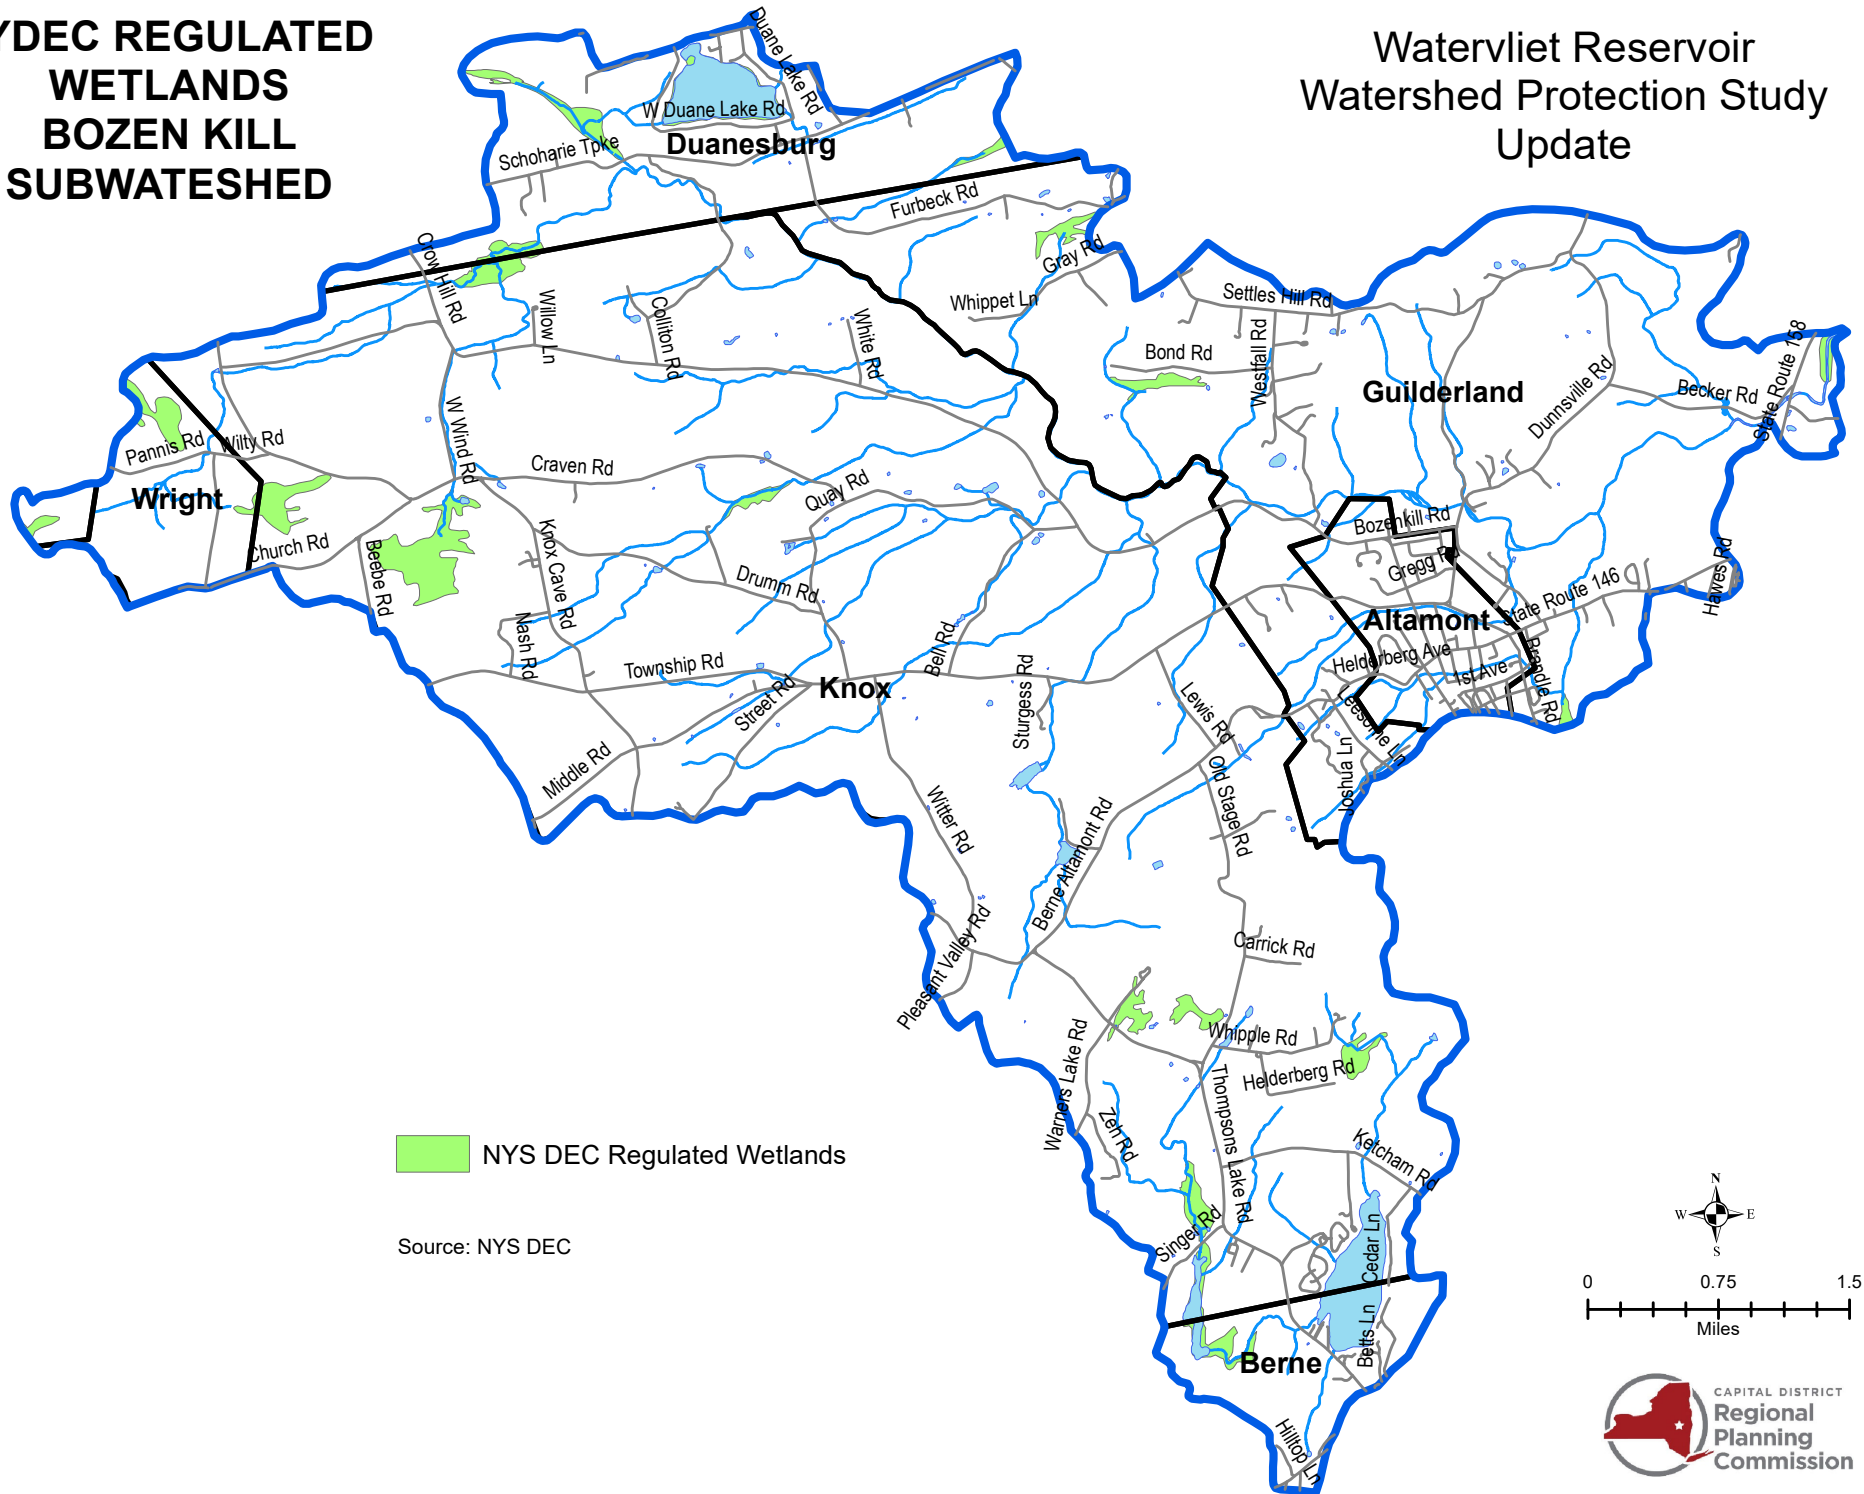 YDEC REGULATED
WETLANDS
BOZEN KILL
SUBWATESHED
Watervliet Reservoir
Watershed Protection Study
Update
Duane Lake Rd
W Duane Lake Rd
Duanesburg
Schoharie Tpke
Furbeck Rd
Gray Rd
Crow Hill Rd
Willow Ln
Colliton Rd
White Rd
Whippet Ln
Settles Hill Rd
Bond Rd
Westfall Rd
Guilderland
Dunnsville Rd
Becker Rd
State Route 158
Pannis Rd
Wilty Rd
W Wind Rd
Craven Rd
Quay Rd
Wright
Church Rd
Beebe Rd
Knox Cave Rd
Nash Rd
Drumm Rd
Bozenkill Rd
Gregg Rd
Altamont
State Route 146
Hawes Rd
Helderberg Ave
1st Ave
Brandle Rd
Township Rd
Street Rd
Knox
Bell Rd
Sturgess Rd
Lewis Rd
Leesome Ln
Joshua Ln
Middle Rd
Witter Rd
Old Stage Rd
Berne Altamont Rd
Pleasant Valley Rd
Carrick Rd
Whipple Rd
Helderberg Rd
Warners Lake Rd
Zeh Rd
Thompsons Lake Rd
Ketcham Rd
Singer Rd
Cedar Ln
Betts Ln
Berne
Hilltop Ln
NYS DEC Regulated Wetlands
Source: NYS DEC
N
W E
S
0 0.75 1.5
Miles
CAPITAL DISTRICT
Regional
Planning
Commission